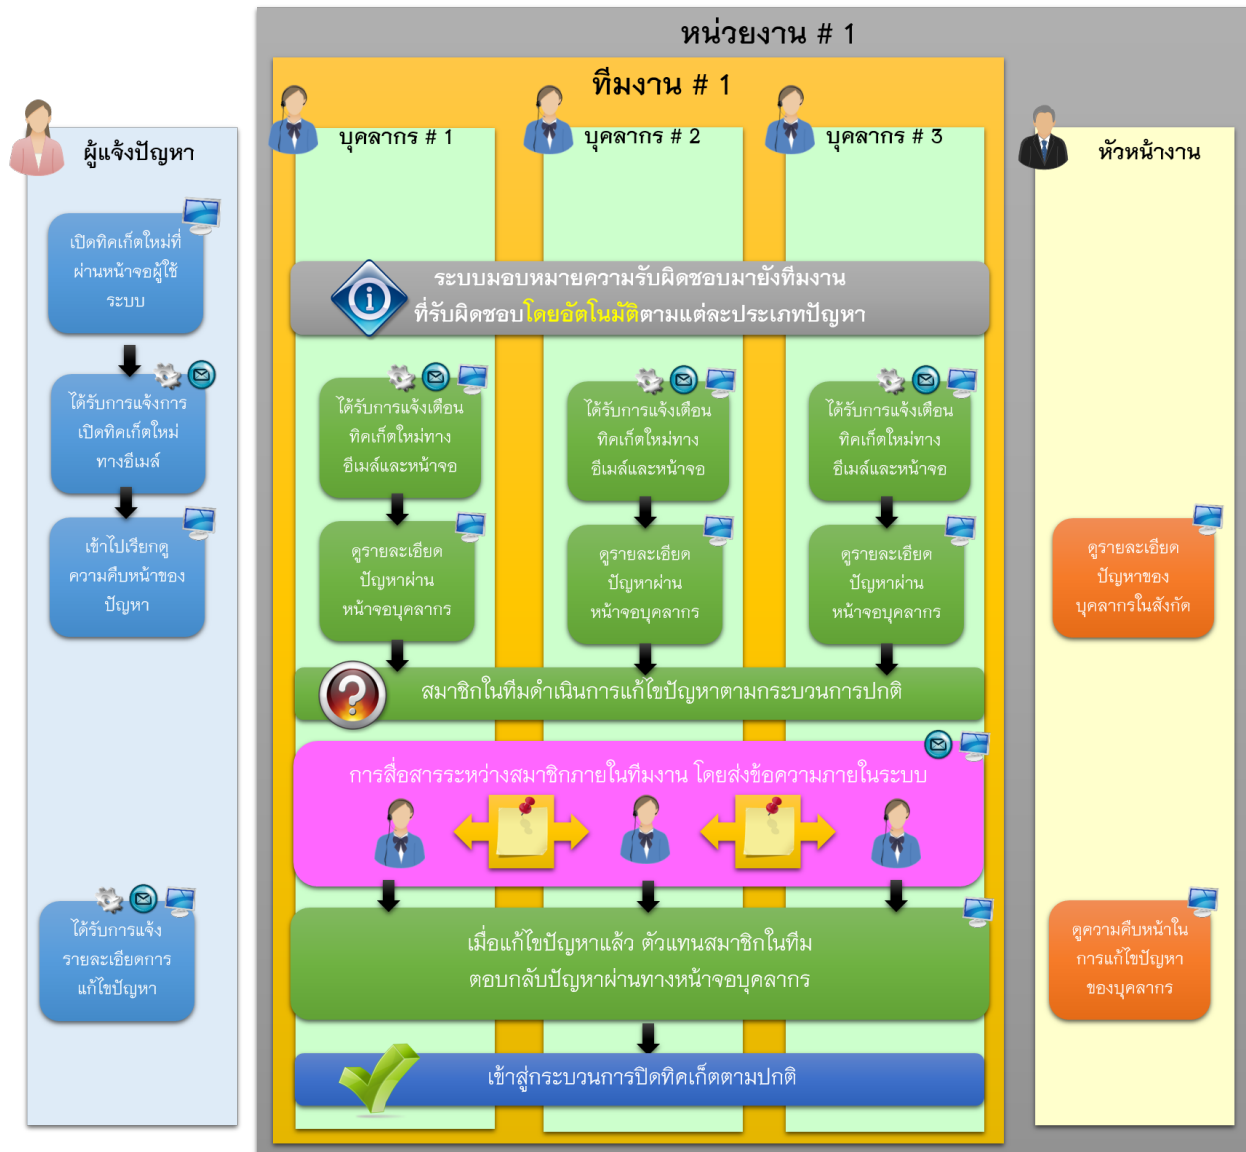 หน่วยงาน # 1
ทีมงาน # 1
ผู้แจ้งปัญหา
บุคลากร # 1
บุคลากร # 2
บุคลากร # 3
หัวหน้างาน
เปิดทิคเก็ตใหม่ที่
ผ่านหน้าจอผู้ใช้
ระบบ
ระบบมอบหมายความรับผิดชอบมายังทีมงาน
ที่รับผิดชอบโดยอัตโนมัติตามแต่ละประเภทปัญหา
ได้รับการแจ้งการ
เปิดทิคเก็ตใหม่
ทางอีเมล์
ได้รับการแจ้งเตือน
ทิคเก็ตใหม่ทาง
อีเมล์และหน้าจอ
ได้รับการแจ้งเตือน
ทิคเก็ตใหม่ทาง
อีเมล์และหน้าจอ
ได้รับการแจ้งเตือน
ทิคเก็ตใหม่ทาง
อีเมล์และหน้าจอ
เข้าไปเรียกดู
ความคืบหน้าของ
ปัญหา
ดูรายละเอียด
ปัญหาผ่าน
หน้าจอบุคลากร
ดูรายละเอียด
ปัญหาผ่าน
หน้าจอบุคลากร
ดูรายละเอียด
ปัญหาผ่าน
หน้าจอบุคลากร
ดูรายละเอียด
ปัญหาของ
บุคลากรในสังกัด
สมาชิกในทีมดำเนินการแก้ไขปัญหาตามกระบวนการปกติ
การสื่อสารระหว่างสมาชิกภายในทีมงาน โดยส่งข้อความภายในระบบ
ได้รับการแจ้ง
รายละเอียดการ
แก้ไขปัญหา
เมื่อแก้ไขปัญหาแล้ว ตัวแทนสมาชิกในทีม
ตอบกลับปัญหาผ่านทางหน้าจอบุคลากร
ดูความคืบหน้าใน
การแก้ไขปัญหา
ของบุคลากร
เข้าสู่กระบวนการปิดทิคเก็ตตามปกติ